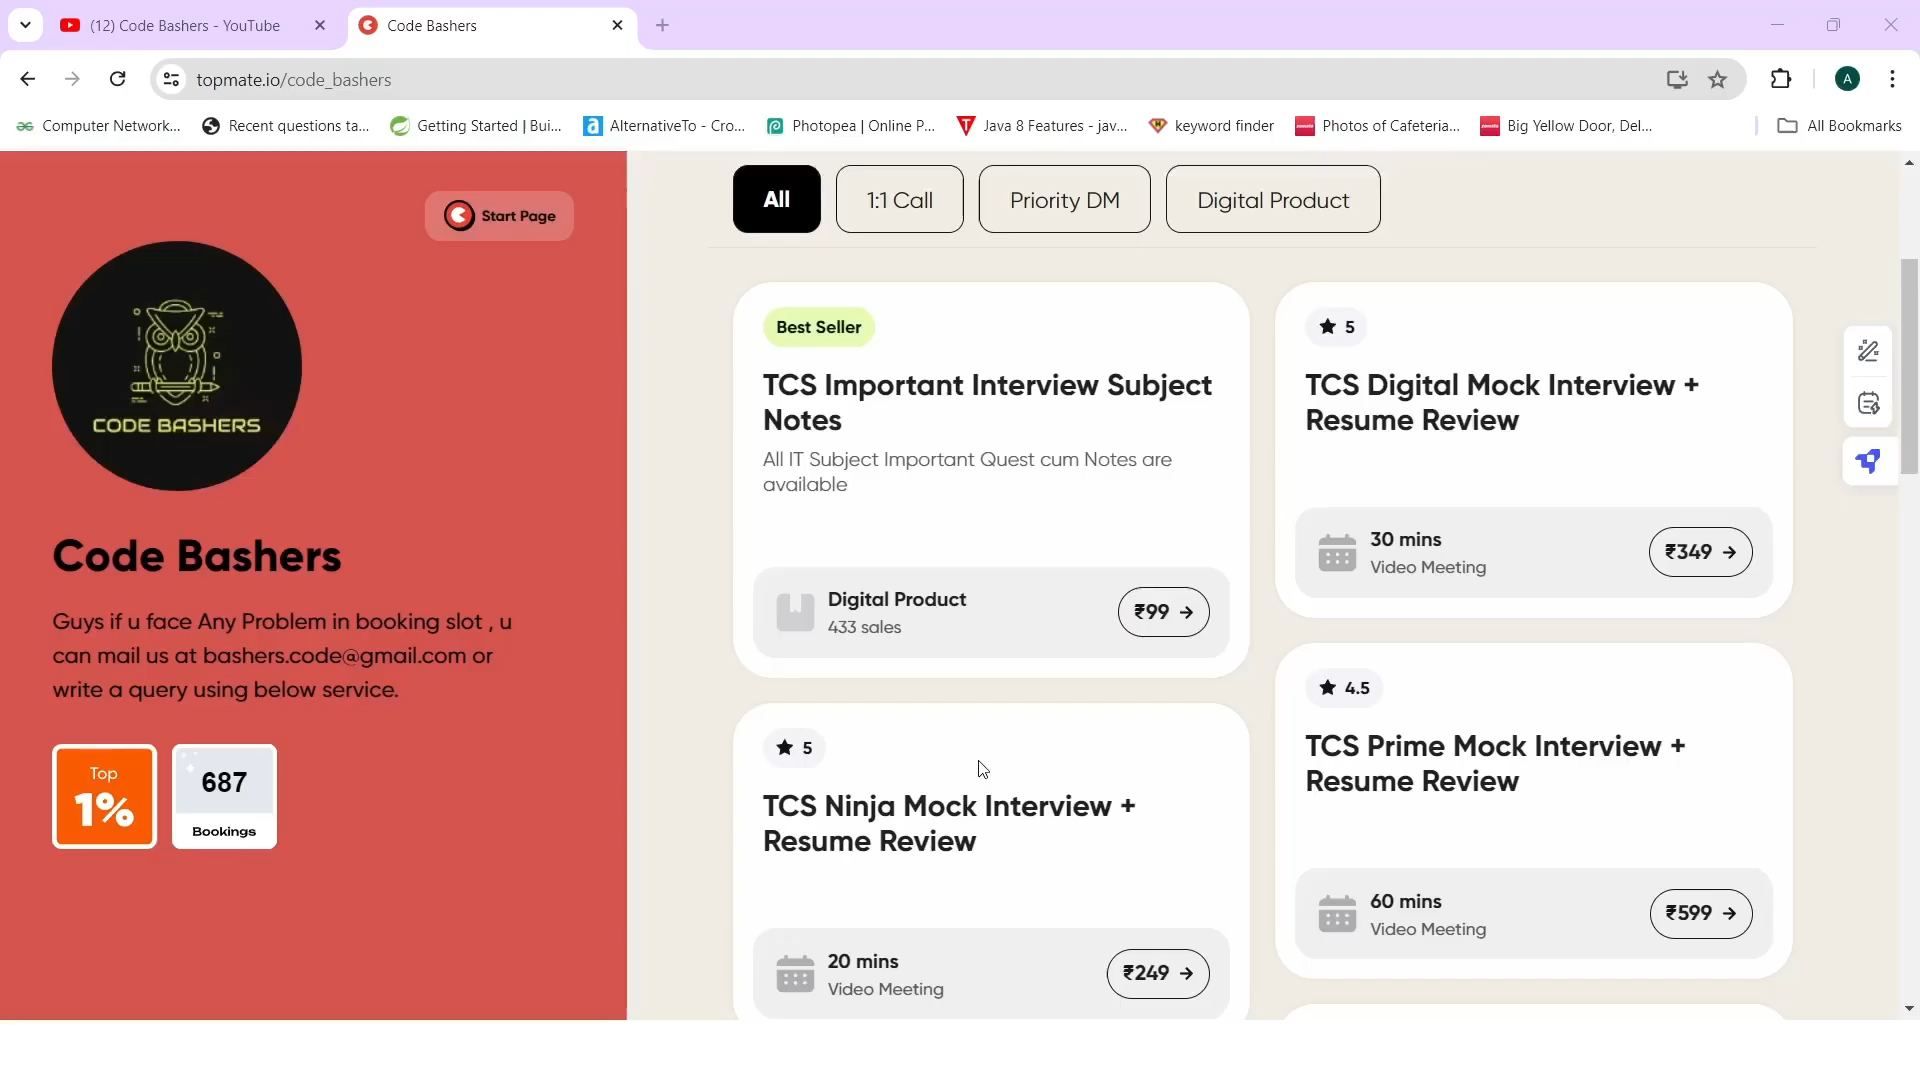 (12) Code Bashers - YouTube
Code Bashers
topmate.io/code_bashers
A
Computer Network...
Recent questions ta...
Getting Started | Bui...
AlternativeTo - Cro...
Photopea | Online P...
Java 8 Features - jav...
keyword finder
Photos of Cafeteria...
Big Yellow Door, Del...
All Bookmarks
Start Page
CODE BASHERS
Code Bashers
Guys if u face Any Problem in booking slot , u
can mail us at bashers.code@gmail.com or
write a query using below service.
Top
1%
687
Bookings
All
1:1 Call
Priority DM
Digital Product
Best Seller
TCS Important Interview Subject
Notes
All IT Subject Important Quest cum Notes are
available
Digital Product
433 sales
₹99 →
5
TCS Digital Mock Interview +
Resume Review
30 mins
Video Meeting
₹349 →
5
TCS Ninja Mock Interview +
Resume Review
20 mins
Video Meeting
₹249 →
4.5
TCS Prime Mock Interview +
Resume Review
60 mins
Video Meeting
₹599 →